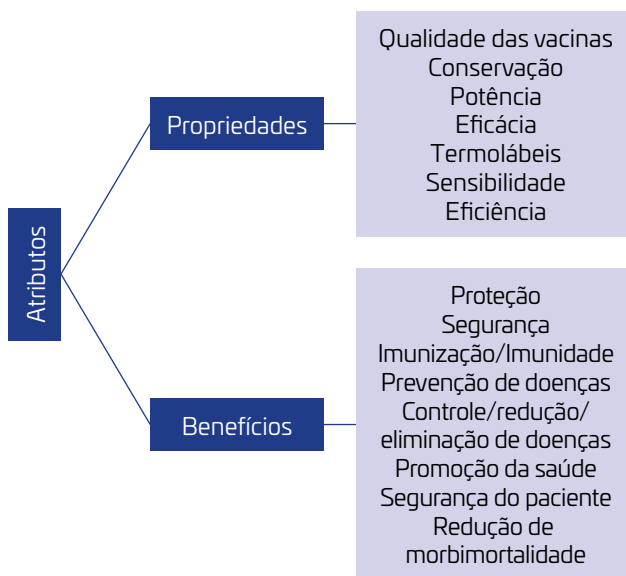 Atributos
Propriedades
Qualidade das vacinas
Conservação
Potência
Eficácia
Termolábeis
Sensibilidade
Eficiência
Benefícios
Proteção
Segurança
Imunização/Imunidade
Prevenção de doenças
Controle/redução/
eliminação de doenças
Promoção da saúde
Segurança do paciente
Redução de
morbimortalidade